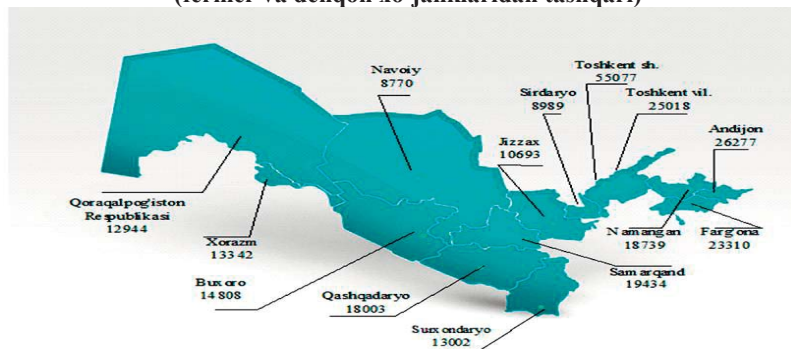 (fermer va dehqon xo‘jaliklaridan tashqari)
Toshkent sh.
55077
Navoiy
8770
Sirdaryo
8989
Toshkent vil.
25018
Andijon
26277
Jizzax
10693
Qoraqalpog'iston
Respublikasi
12944
Xorazm
13342
Namangan
18739
Farg'ona
23310
Buxoro
14808
Samarqand
19434
Qashqadaryo
18003
Surxondaryo
13002